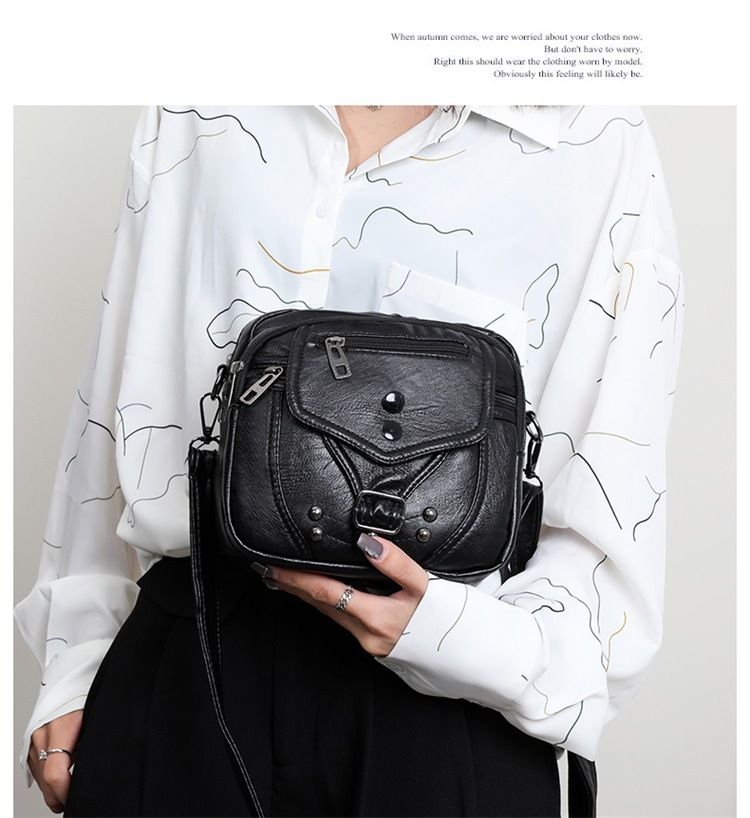 When autumn comes, we are worried about your clothes now.
But don't have to worry.
Right this should wear the clothing worn by model.
Obviously this feeling will likely be.